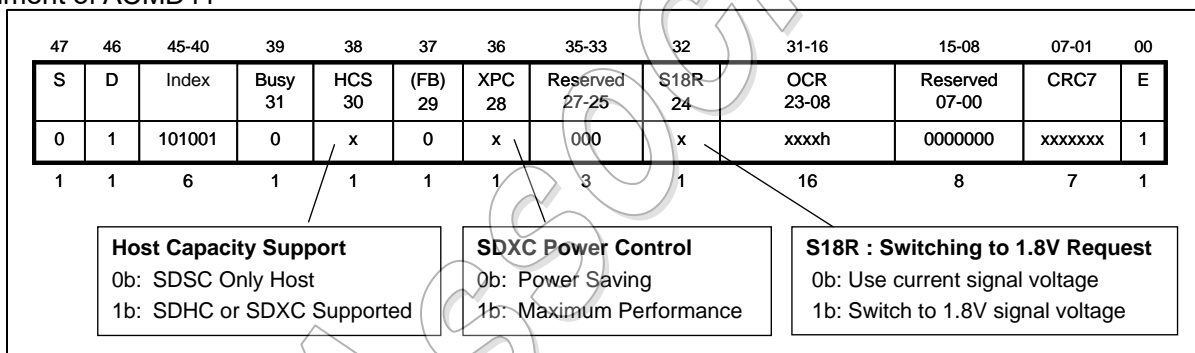 47 46 45-40 39 38 37 36 35-33 32 31-16 15-08 07-01 00
S D Index Busy HCS (FB) XPC Reserved S18R OCR Reserved CRC7 E
31 30 29 28 27-25 24 23-08 07-00
0 1 101001 0 x 0 x 000 x xxxxh 0000000 xxxxxxx 1
1 1 6 1 1 1 1 3 1 16 8 7 1
Host Capacity Support
0b: SDSC Only Host
1b: SDHC or SDXC Supported
SDXC Power Control
0b: Power Saving
1b: Maximum Performance
S18R : Switching to 1.8V Request
0b: Use current signal voltage
1b: Switch to 1.8V signal voltage